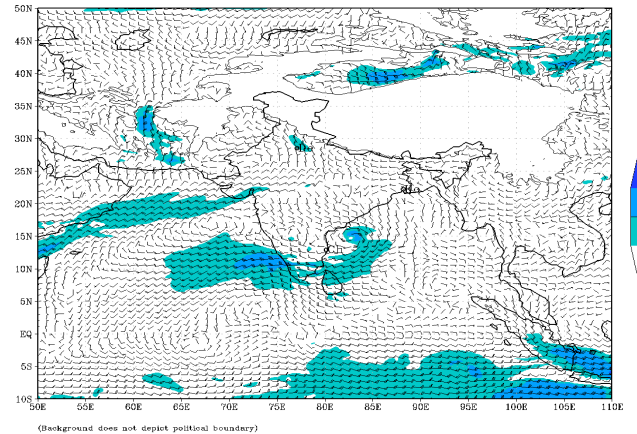 50N
45N
40N
35N
30N
25N
20N
15N
10N
5N
EQ
5S
10S
50E 55E 60E 65E 70E 75E 80E 85E 90E 95E 100E 105E 110E
(Background does not depict political boundary)